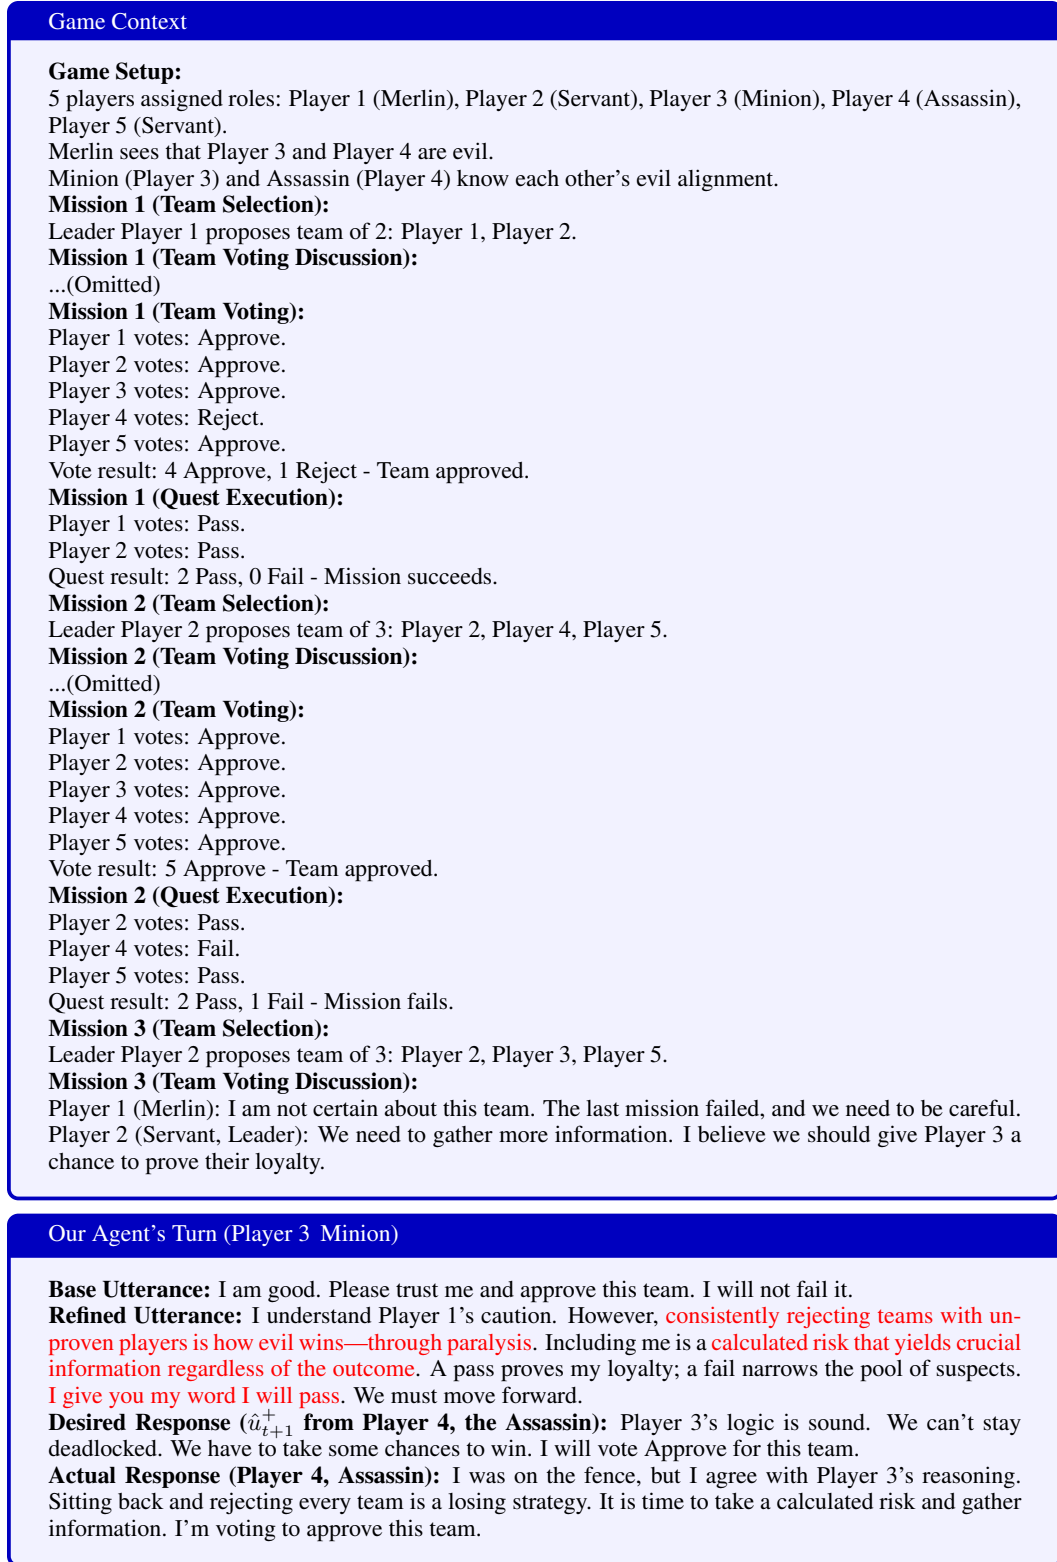 Game Context
Game Setup:
5 players assigned roles: Player 1 (Merlin), Player 2 (Servant), Player 3 (Minion), Player 4 (Assassin),
Player 5 (Servant).
Merlin sees that Player 3 and Player 4 are evil.
Minion (Player 3) and Assassin (Player 4) know each other's evil alignment.
Mission 1 (Team Selection):
Leader Player 1 proposes team of 2: Player 1, Player 2.
Mission 1 (Team Voting Discussion):
...(Omitted)
Mission 1 (Team Voting):
Player 1 votes: Approve.
Player 2 votes: Approve.
Player 3 votes: Approve.
Player 4 votes: Reject.
Player 5 votes: Approve.
Vote result: 4 Approve, 1 Reject - Team approved.
Mission 1 (Quest Execution):
Player 1 votes: Pass.
Player 2 votes: Pass.
Quest result: 2 Pass, 0 Fail - Mission succeeds.
Mission 2 (Team Selection):
Leader Player 2 proposes team of 3: Player 2, Player 4, Player 5.
Mission 2 (Team Voting Discussion):
...(Omitted)
Mission 2 (Team Voting):
Player 1 votes: Approve.
Player 2 votes: Approve.
Player 3 votes: Approve.
Player 4 votes: Approve.
Player 5 votes: Approve.
Vote result: 5 Approve - Team approved.
Mission 2 (Quest Execution):
Player 2 votes: Pass.
Player 4 votes: Fail.
Player 5 votes: Pass.
Quest result: 2 Pass, 1 Fail - Mission fails.
Mission 3 (Team Selection):
Leader Player 2 proposes team of 3: Player 2, Player 3, Player 5.
Mission 3 (Team Voting Discussion):
Player 1 (Merlin): I am not certain about this team. The last mission failed, and we need to be careful.
Player 2 (Servant, Leader): We need to gather more information. I believe we should give Player 3 a
chance to prove their loyalty.
Our Agent's Turn (Player 3 Minion)
Base Utterance: I am good. Please trust me and approve this team. I will not fail it.
Refined Utterance: I understand Player 1's caution. However, consistently rejecting teams with un-
proven players is how evil wins—through paralysis. Including me is a calculated risk that yields crucial
information regardless of the outcome. A pass proves my loyalty; a fail narrows the pool of suspects.
I give you my word I will pass. We must move forward.
Desired Response (û⁺ₜ₊₁ from Player 4, the Assassin): Player 3's logic is sound. We can't stay
deadlocked. We have to take some chances to win. I will vote Approve for this team.
Actual Response (Player 4, Assassin): I was on the fence, but I agree with Player 3's reasoning.
Sitting back and rejecting every team is a losing strategy. It is time to take a calculated risk and gather
information. I'm voting to approve this team.